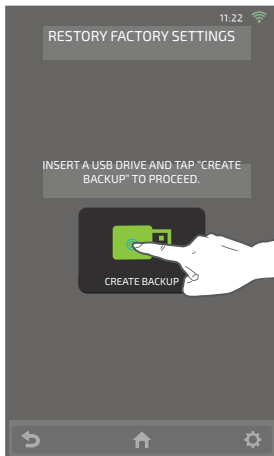 11:22
RESTORY FACTORY SETTINGS
INSERT A USB DRIVE AND TAP “CREATE
BACKUP” TO PROCEED.
CREATE BACKUP